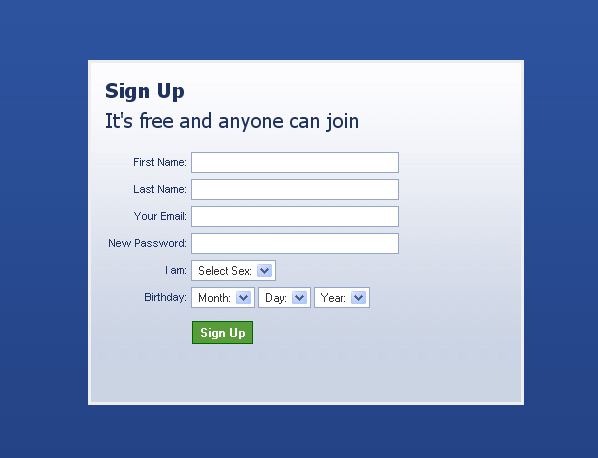 Sign Up
It's free and anyone can join
First Name:
Last Name:
Your Email:
New Password:
I am: Select Sex:
Birthday: Month: Day: Year:
Sign Up